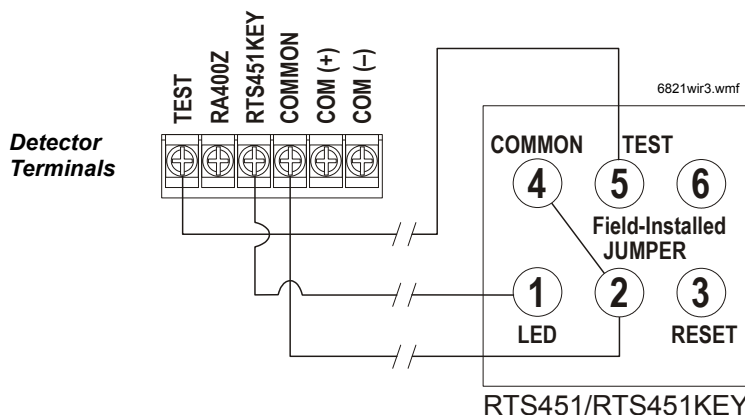 6821wir3.wmf
Detector
Terminals
TEST
RA400Z
RTS451KEY
COMMON
COM (+)
COM (–)
COMMON
TEST
4
5
6
Field-Installed
JUMPER
1
2
3
LED
RESET
RTS451/RTS451KEY